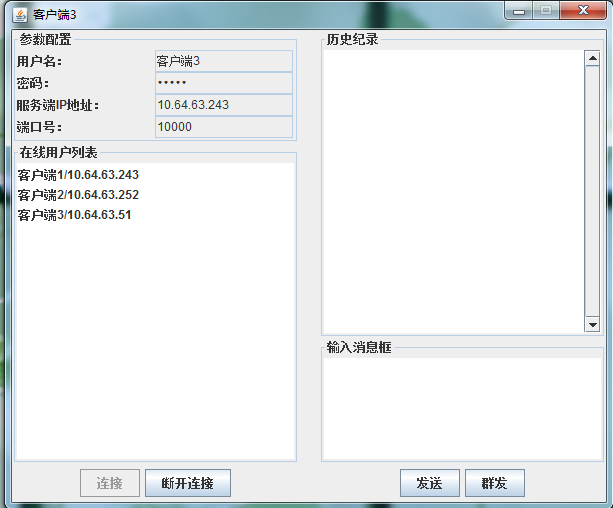 客户端3
参数配置
用户名： 客户端3
密码： •••••
服务端IP地址： 10.64.63.243
端口号： 10000
在线用户列表
客户端1/10.64.63.243
客户端2/10.64.63.252
客户端3/10.64.63.51
连接 断开连接
历史纪录
输入消息框
发送 群发